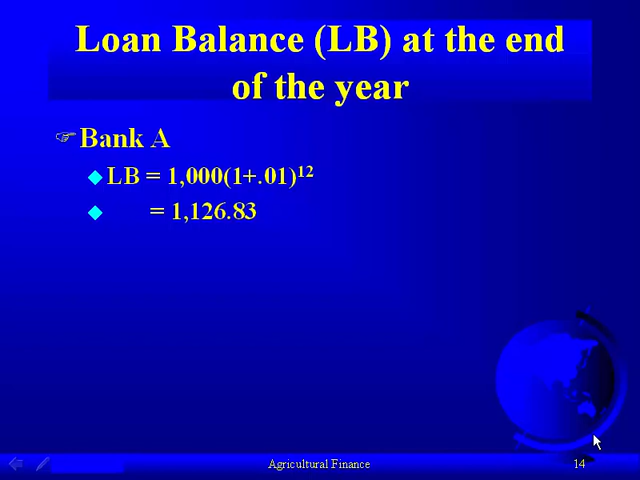 Loan Balance (LB) at the end
of the year
Bank A
LB = 1,000(1+.01)¹²
= 1,126.83
Agricultural Finance
14